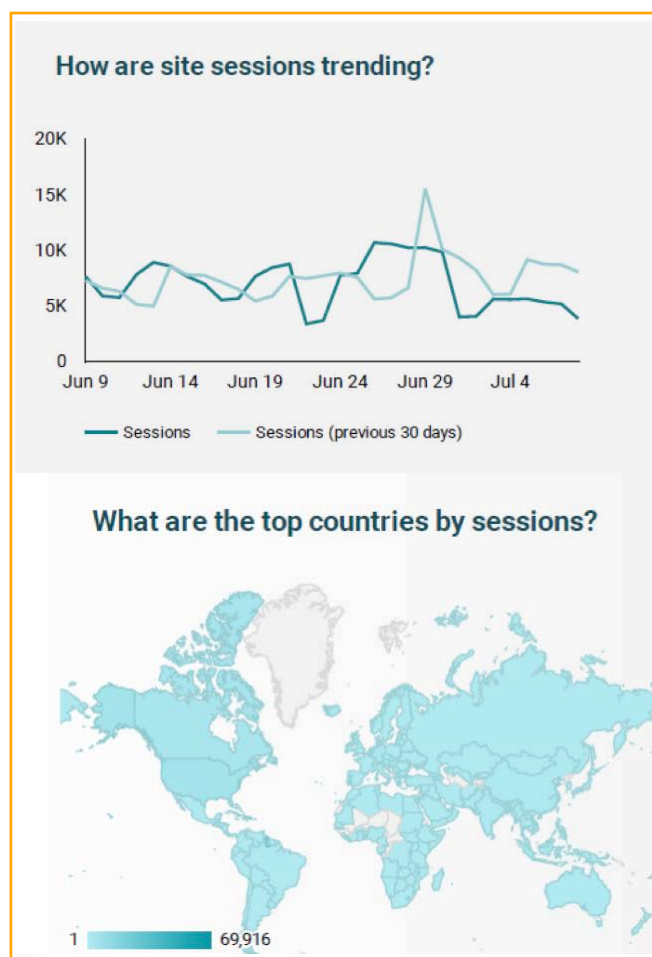 How are site sessions trending?
20K
15K
10K
5K
0
Jun 9 Jun 14 Jun 19 Jun 24 Jun 29 Jul 4
Sessions Sessions (previous 30 days)
What are the top countries by sessions?
1 69,916